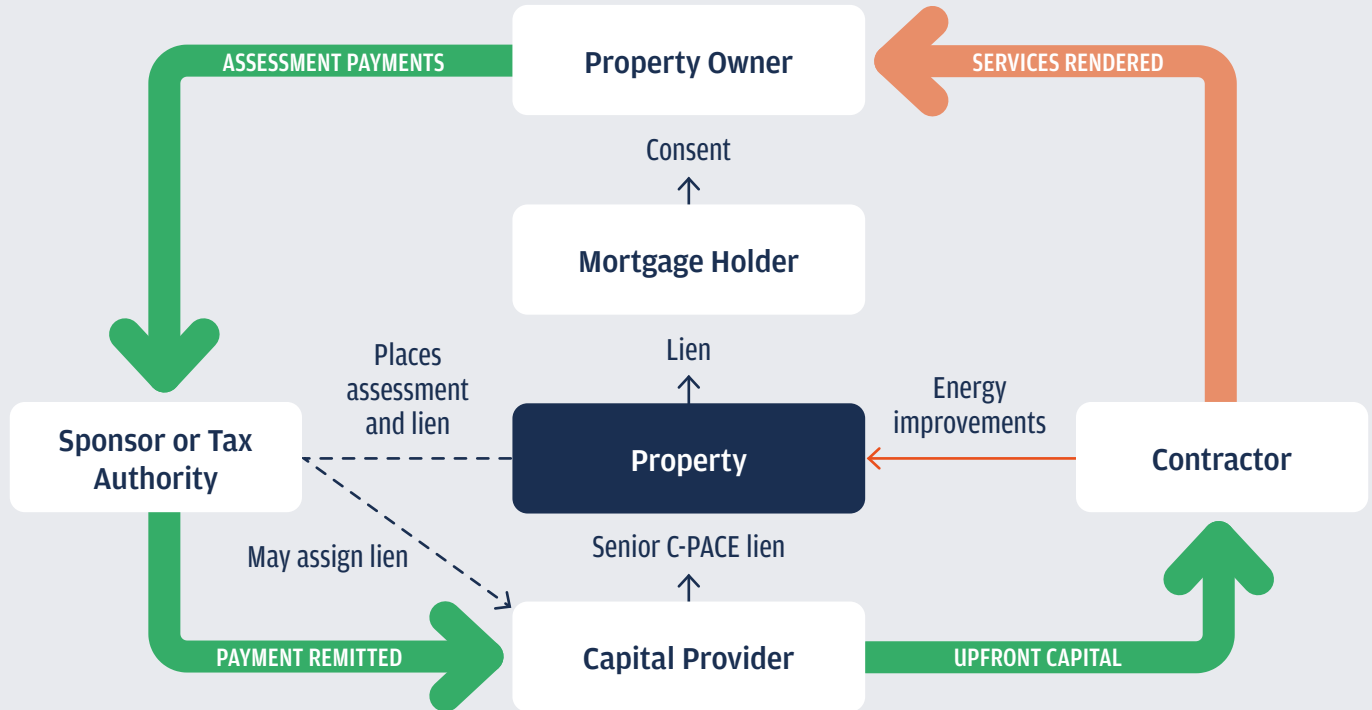 ASSESSMENT PAYMENTS
Property Owner
SERVICES RENDERED
Consent
Mortgage Holder
Lien
Places
assessment
and lien
Energy
improvements
Sponsor or Tax
Authority
Property
Contractor
May assign lien
Senior C-PACE lien
PAYMENT REMITTED
Capital Provider
UPFRONT CAPITAL